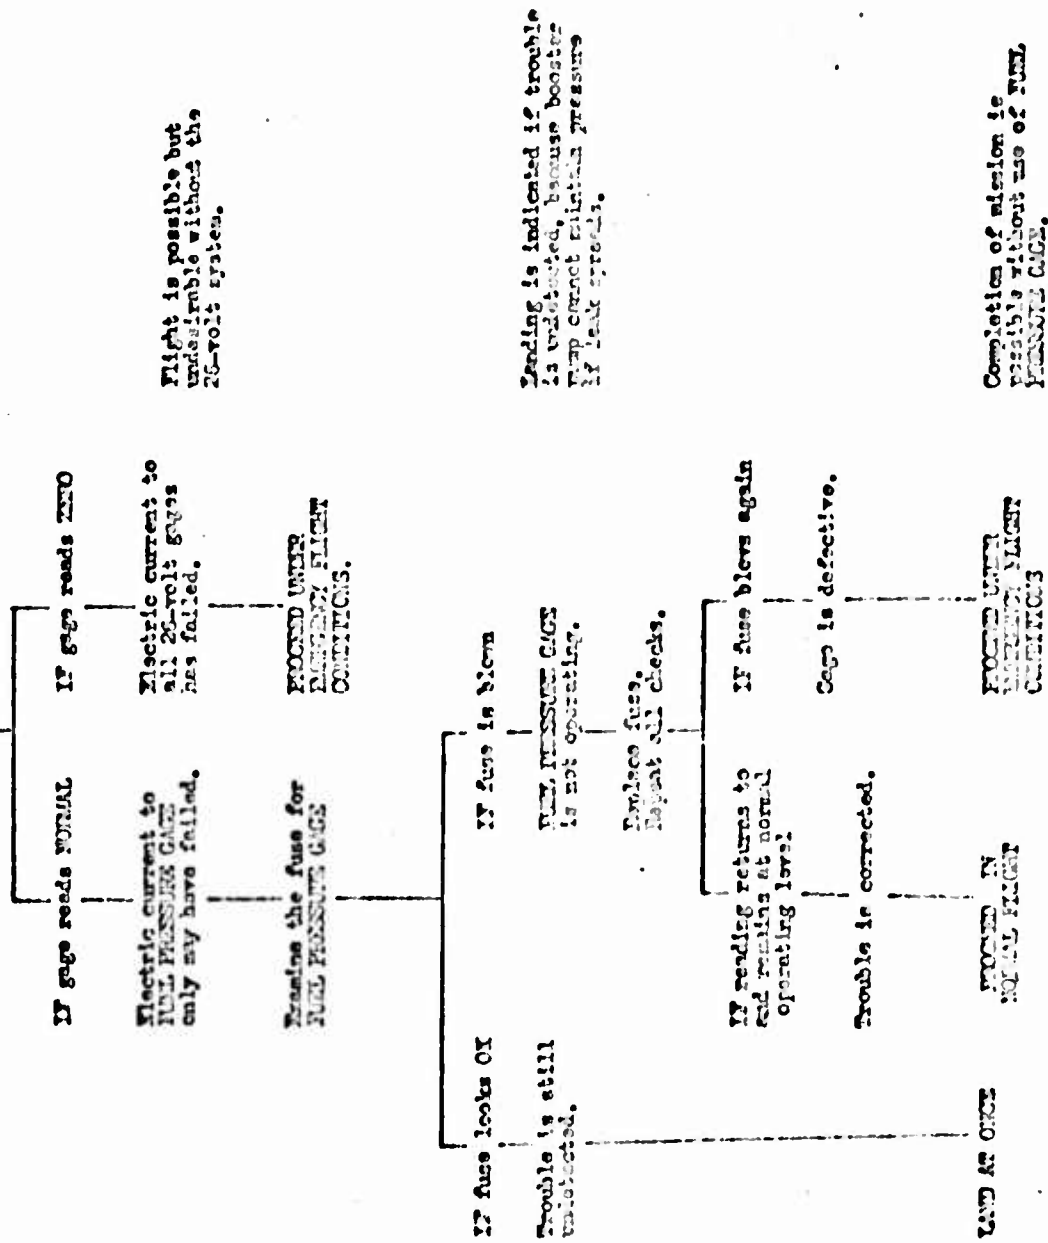 IF gage reads NORMAL
Electric current to
FUEL PRESSURE GAGE
only may have failed.
Examine the fuse for
FUEL PRESSURE GAGE
IF gage reads ZERO
Electric current to
all 26-volt gages
has failed.
PROCEED UNDER
EMERGENCY FLIGHT
CONDITIONS.
Flight is possible but
undesirable without the
26-volt system.
IF fuse looks OK
Trouble is still
undetected.
LAND AT ONCE
IF fuse is blown
FUEL PRESSURE GAGE
is not operating.
Replace fuse.
Repeat all checks.
Landing is indicated if trouble
is undetected, because booster
pump cannot maintain pressure
if leak spreads.
IF reading returns to
and remains at normal
operating level
Trouble is corrected.
PROCEED IN
NORMAL FLIGHT
IF fuse blows again
Gage is defective.
PROCEED UNDER
EMERGENCY FLIGHT
CONDITIONS
Completion of mission is
possible without use of FUEL
PRESSURE GAGE.